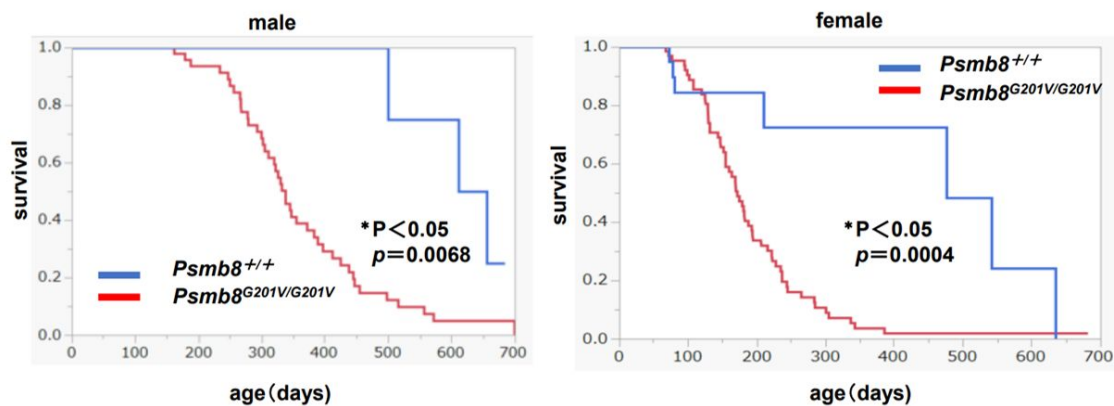 male
1.0
0.8
0.6
0.4
0.2
0.0
survival
*P<0.05
p=0.0068
Psmb8+/+
Psmb8G201V/G201V
0 100 200 300 400 500 600 700
age(days)
female
1.0
0.8
0.6
0.4
0.2
0.0
survival
Psmb8+/+
Psmb8G201V/G201V
*P<0.05
p=0.0004
0 100 200 300 400 500 600 700
age(days)